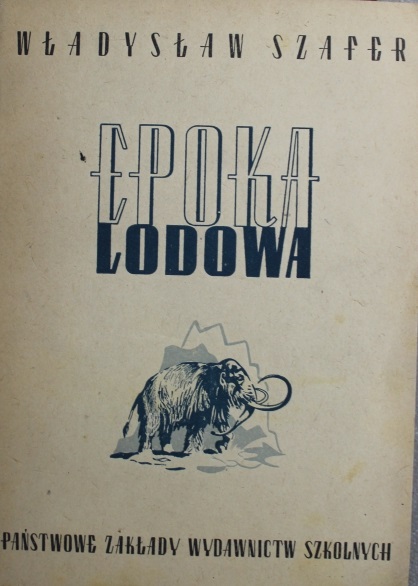 WŁADYSŁAW SZAFER
EPOKA
LODOWA
PAŃSTWOWE ZAKŁADY WYDAWNICTW SZKOLNYCH